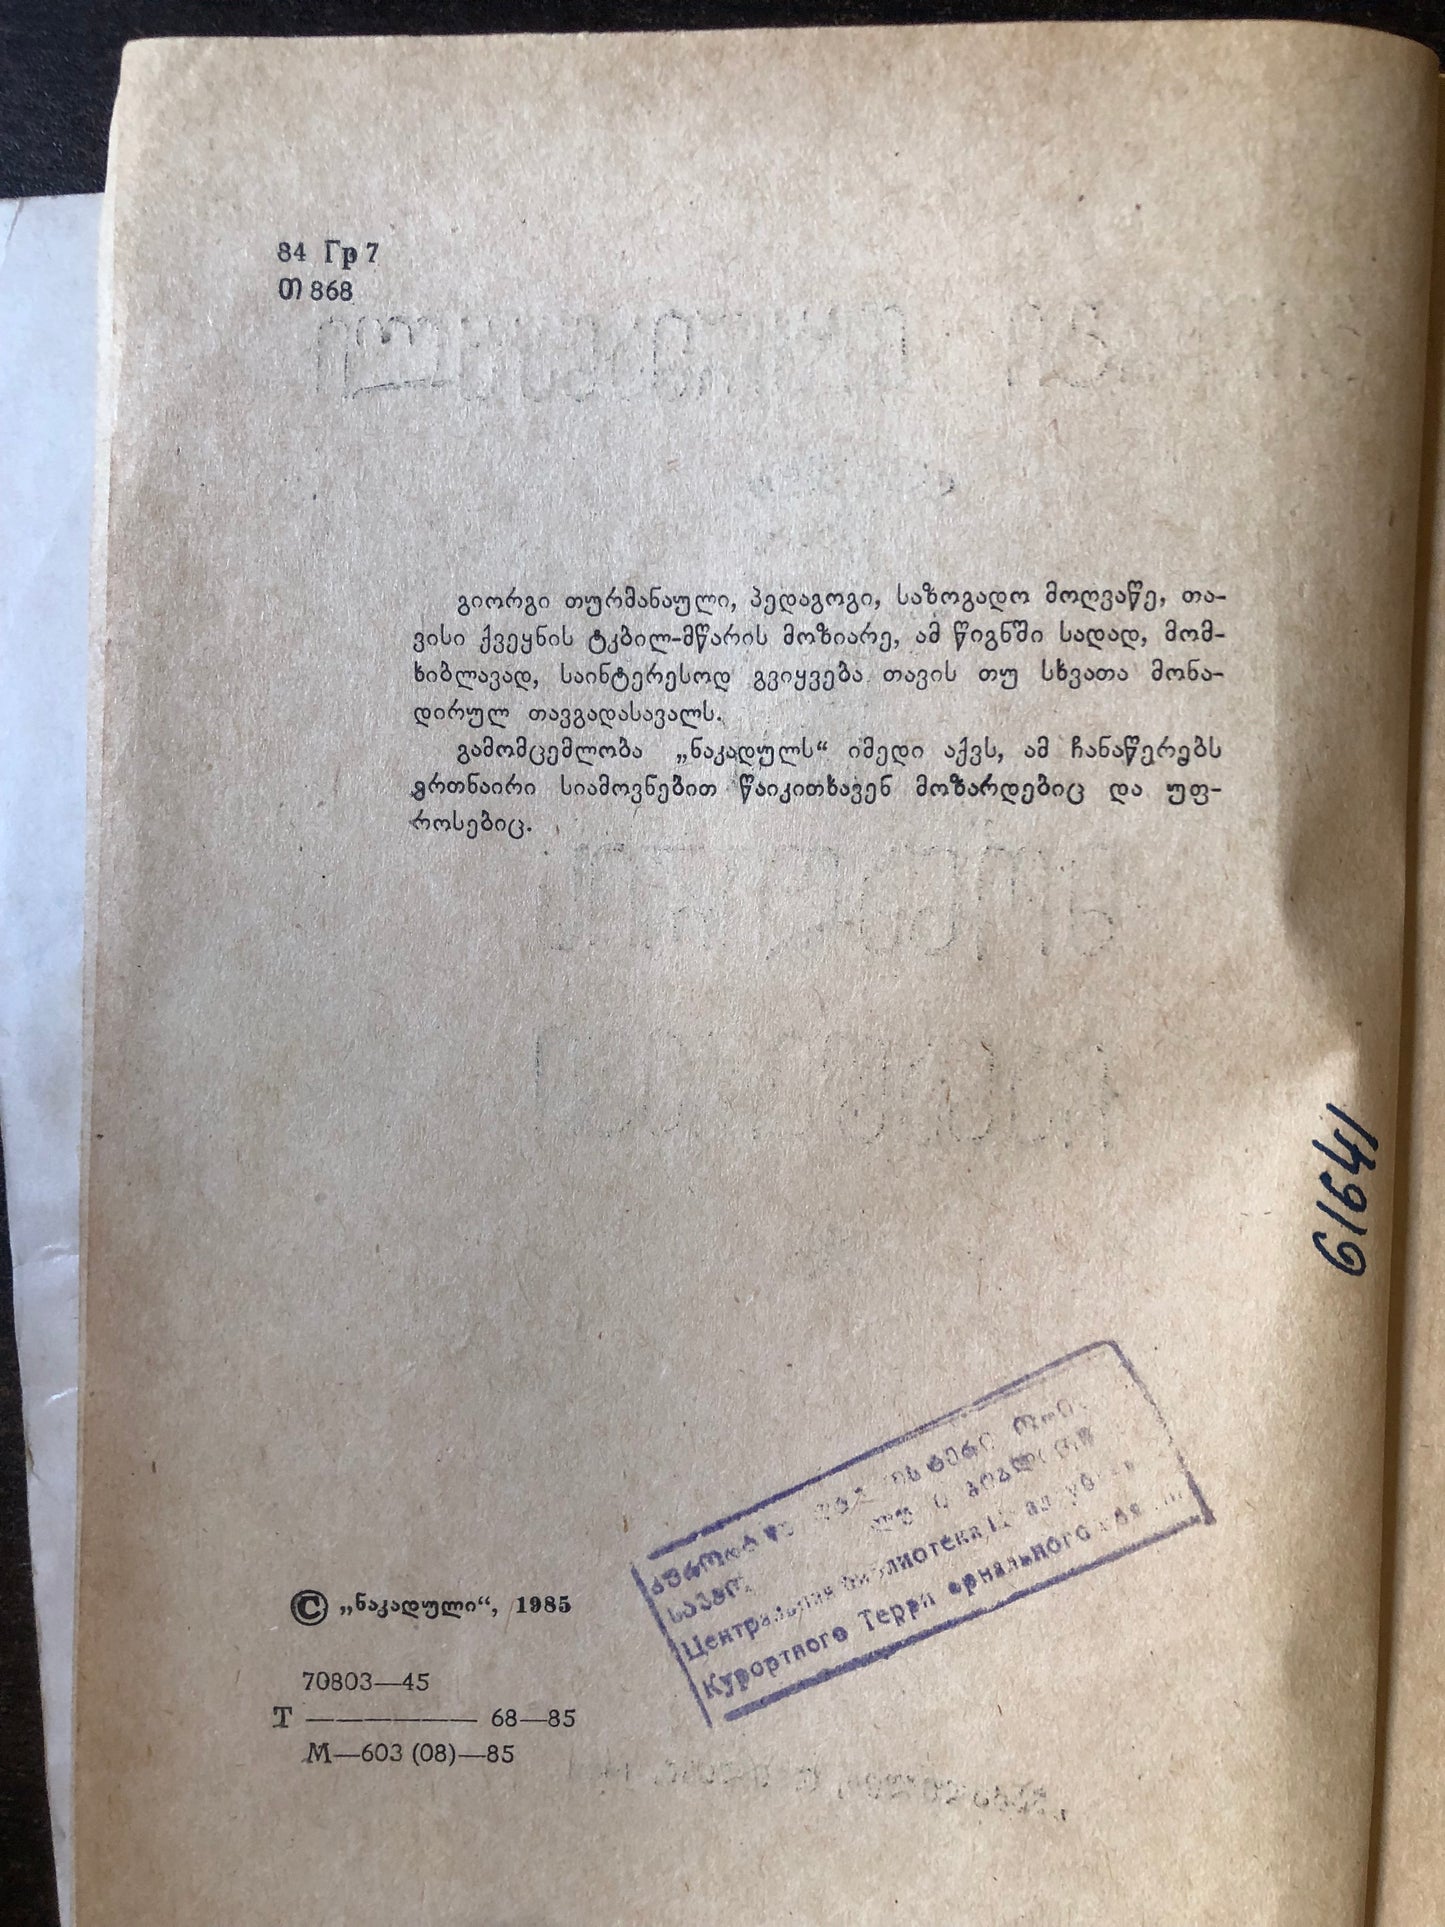 84 Гр 7
თ 868
გიორგი თურმანაული, პედაგოგი, საზოგადო მოღვაწე, თა-
ვისი ქვეყნის ტკბილ-მწარის მოზიარე, ამ წიგნში სადად, მომ-
ხიბლავად, საინტერესოდ გვიყვება თავის თუ სხვათა მონა-
დირულ თავგადასავალს.
გამომცემლობა „ნაკადულს“ იმედი აქვს, ამ ჩანაწერებს
ერთნაირი სიამოვნებით წაიკითხავენ მოზარდებიც და უფ-
როსებიც.
61641
Центральная библиотека
Курортного Территориального
© „ნაკადული“, 1985
70803—45
Т ——————— 68—85
М—603 (08)—85